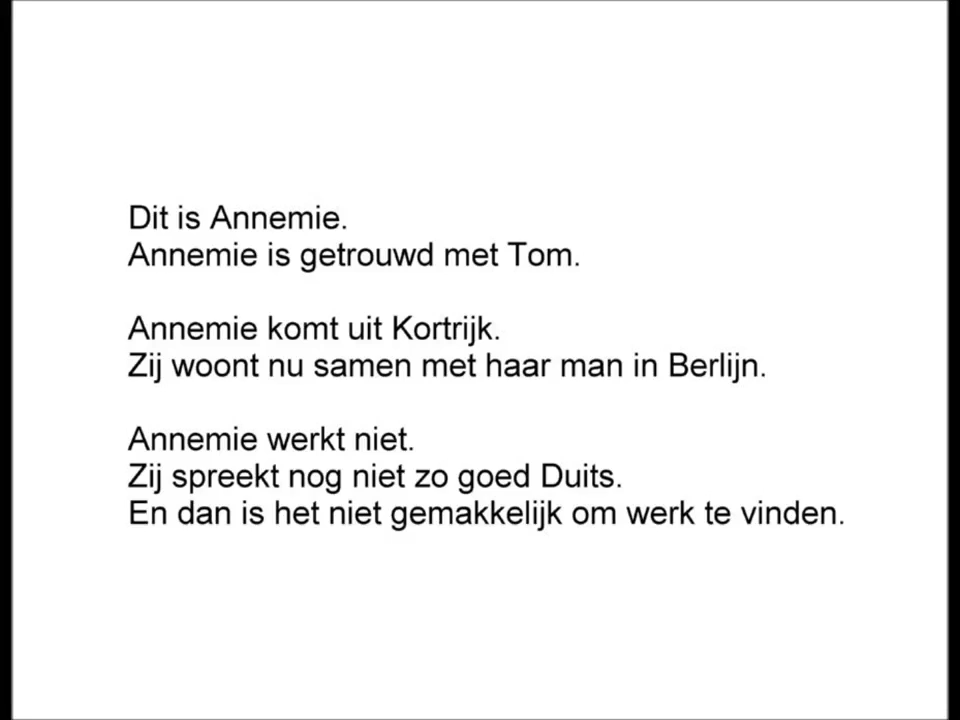 Dit is Annemie.
Annemie is getrouwd met Tom.
Annemie komt uit Kortrijk.
Zij woont nu samen met haar man in Berlijn.
Annemie werkt niet.
Zij spreekt nog niet zo goed Duits.
En dan is het niet gemakkelijk om werk te vinden.